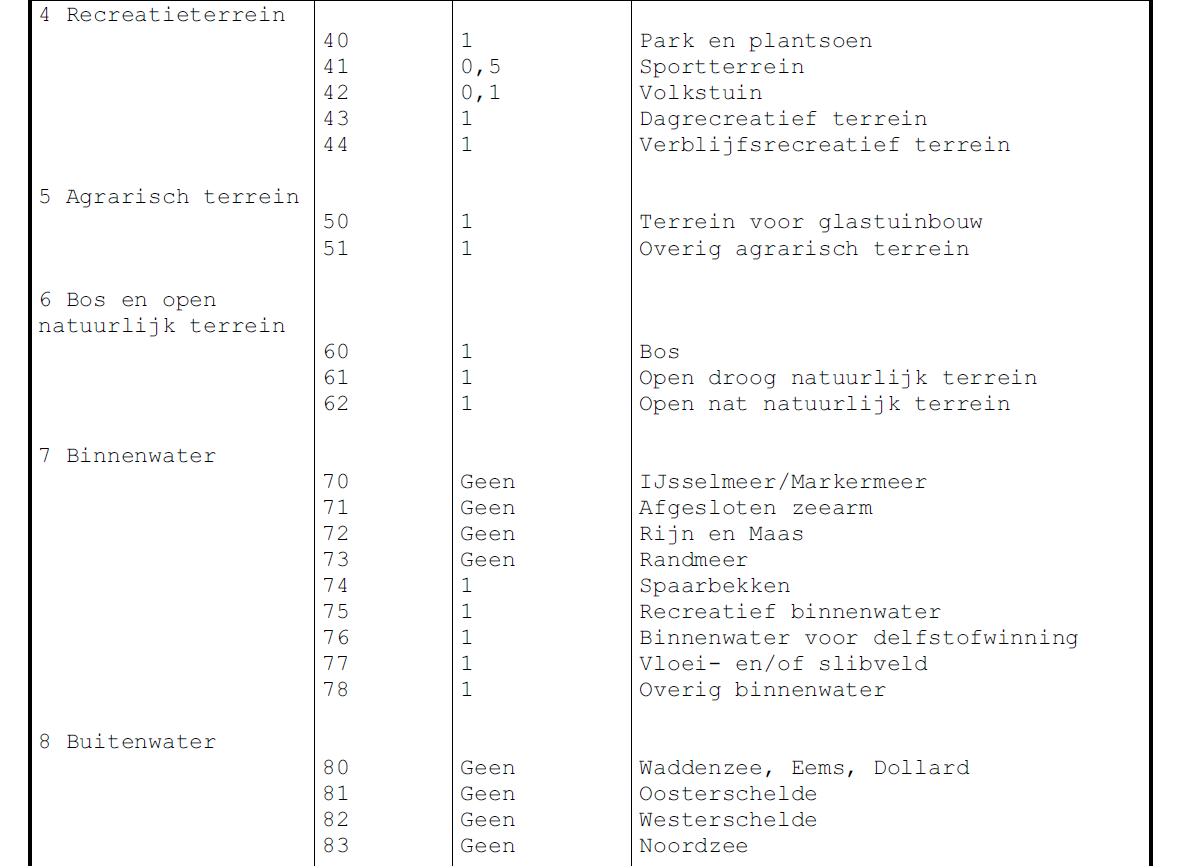 4 Recreatieterrein
40 1 Park en plantsoen
41 0,5 Sportterrein
42 0,1 Volkstuin
43 1 Dagrecreatief terrein
44 1 Verblijfsrecreatief terrein
5 Agrarisch terrein
50 1 Terrein voor glastuinbouw
51 1 Overig agrarisch terrein
6 Bos en open
natuurlijk terrein
60 1 Bos
61 1 Open droog natuurlijk terrein
62 1 Open nat natuurlijk terrein
7 Binnenwater
70 Geen IJsselmeer/Markermeer
71 Geen Afgesloten zeearm
72 Geen Rijn en Maas
73 Geen Randmeer
74 1 Spaarbekken
75 1 Recreatief binnenwater
76 1 Binnenwater voor delfstofwinning
77 1 Vloei- en/of slibveld
78 1 Overig binnenwater
8 Buitenwater
80 Geen Waddenzee, Eems, Dollard
81 Geen Oosterschelde
82 Geen Westerschelde
83 Geen Noordzee